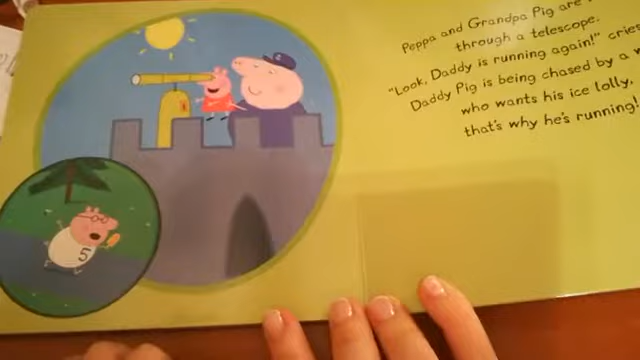 Peppa and Grandpa Pig are
through a telescope.
"Look, Daddy is running again!" cries
Daddy Pig is being chased by a
who wants his ice lolly,
that's why he's running!
5